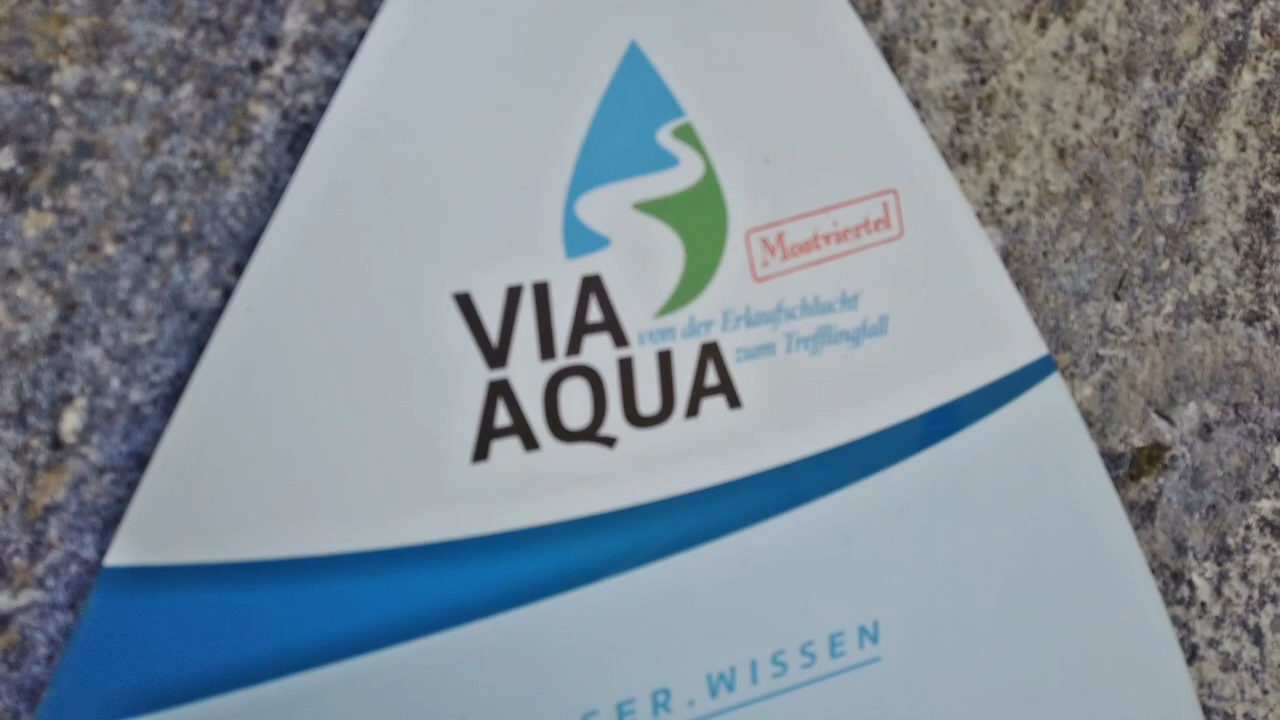 Mostviertel
VIA
AQUA
von der Erlaufschlucht
zum Trefflingfall
SER.WISSEN